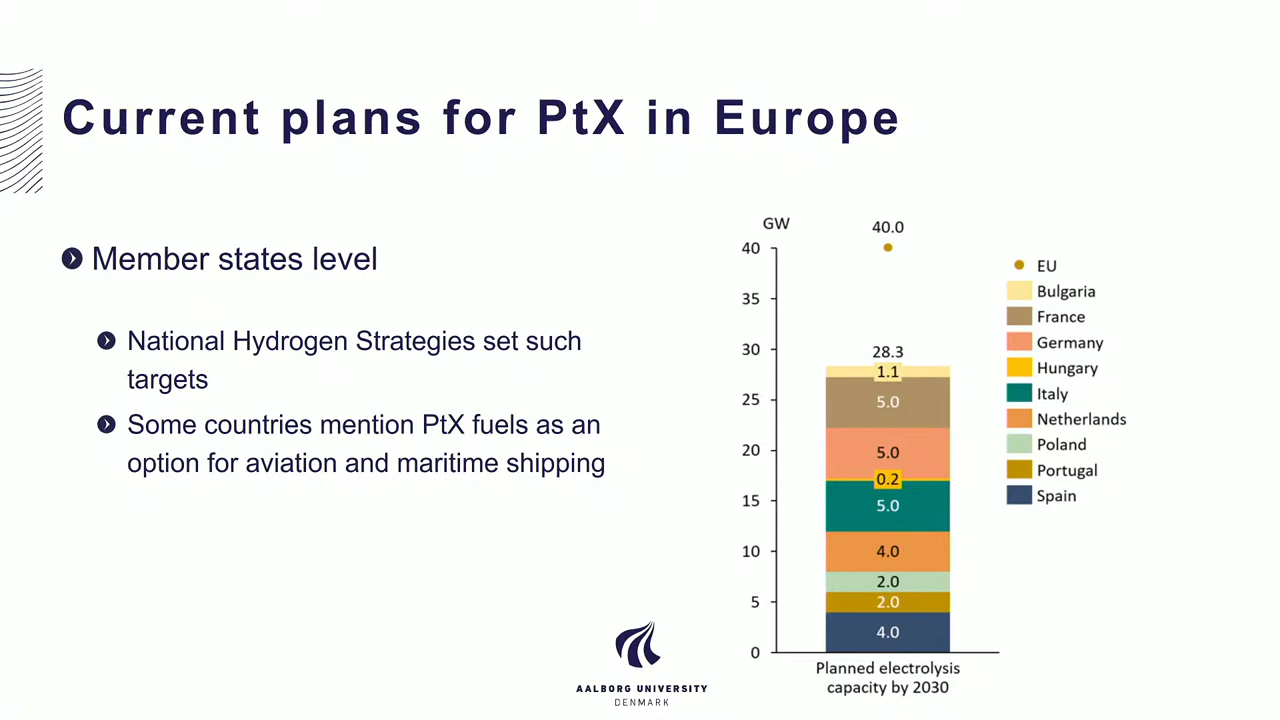 Current plans for PtX in Europe
Member states level
National Hydrogen Strategies set such
targets
Some countries mention PtX fuels as an
option for aviation and maritime shipping
GW
40
35
30
25
20
15
10
5
0
40.0
28.3
1.1
5.0
5.0
0.2
5.0
4.0
2.0
2.0
4.0
Planned electrolysis
capacity by 2030
EU
Bulgaria
France
Germany
Hungary
Italy
Netherlands
Poland
Portugal
Spain
AALBORG UNIVERSITY
DENMARK